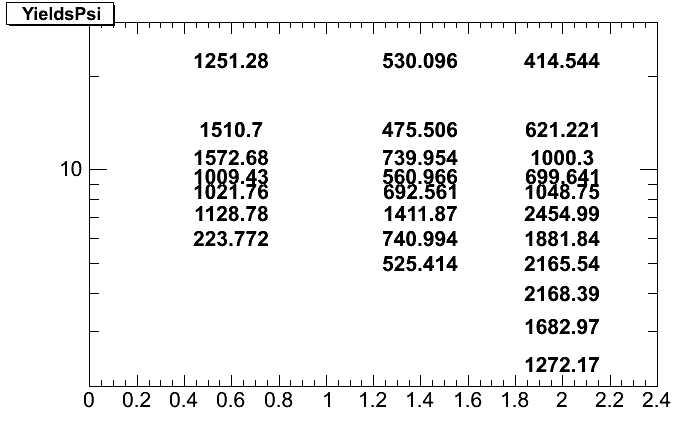 YieldsPsi
1251.28 530.096 414.544
1510.7 475.506 621.221
1572.68 739.954 1000.3
10
1009.43 560.966 699.641
1021.76 692.561 1048.75
1128.78 1411.87 2454.99
223.772 740.994 1881.84
525.414 2165.54
2168.39
1682.97
1272.17
0 0.2 0.4 0.6 0.8 1 1.2 1.4 1.6 1.8 2 2.2 2.4